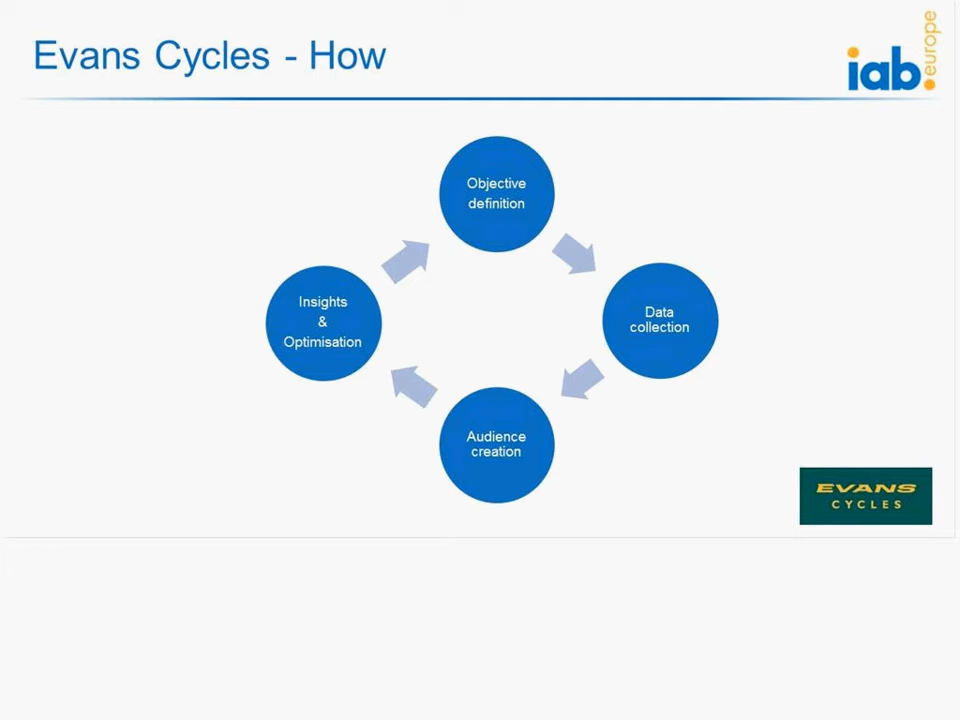 Evans Cycles - How
iab.europe
Objective
definition
Data
collection
Audience
creation
Insights
&
Optimisation
EVANS
CYCLES